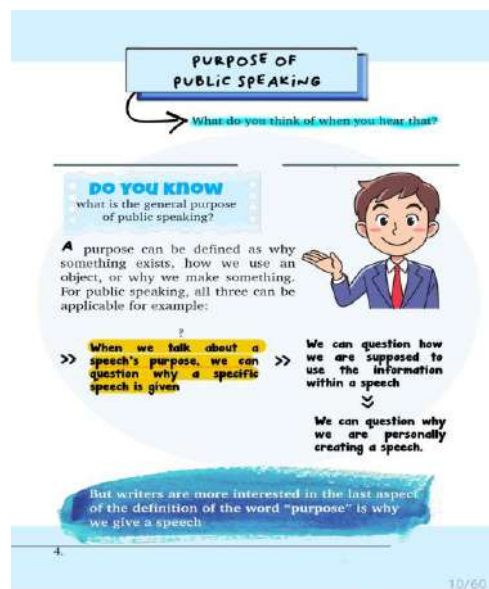 PURPOSE OF
PUBLIC SPEAKING
What do you think of when you hear that?
DO YOU KNOW
what is the general purpose
of public speaking?
A purpose can be defined as why
something exists, how we use an
object, or why we make something.
For public speaking, all three can be
applicable for example:
?
>> When we talk about a
speech's purpose, we can
question why a specific
speech is given
>> We can question how
we are supposed to
use the information
within a speech
We can question why
we are personally
creating a speech.
But writers are more interested in the last aspect
of the definition of the word "purpose" is why
we give a speech
4.
10/60